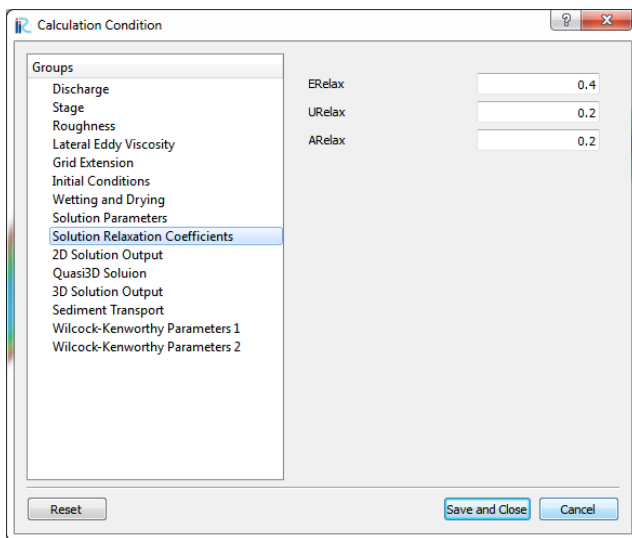 Calculation Condition
Groups
Discharge
Stage
Roughness
Lateral Eddy Viscosity
Grid Extension
Initial Conditions
Wetting and Drying
Solution Parameters
Solution Relaxation Coefficients
2D Solution Output
Quasi3D Soluion
3D Solution Output
Sediment Transport
Wilcock-Kenworthy Parameters 1
Wilcock-Kenworthy Parameters 2
ERelax 0.4
URelax 0.2
ARelax 0.2
Reset Save and Close Cancel